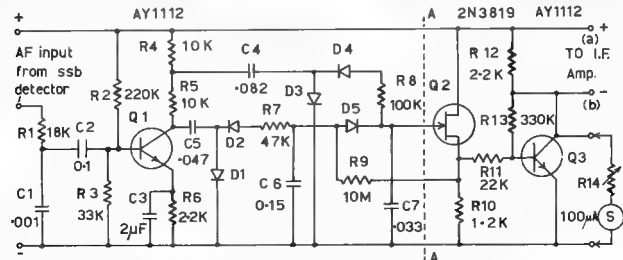 AY1112
A
2N3819
AY1112
+
R4
10K
C4
.082
D4
R12
2.2K
+
(a)
TO I.F.
Amp.
-
(b)
AF input
from ssb
detector
R2
220K
R5
10K
D3
R8
100K
Q2
R13
330K
R1
18K
C2
0.1
Q1
C5
.047
D2
R7
47K
D5
Q3
R14
R11
22K
R3
33K
C3
2µF
R6
2.2K
D1
C6
0.15
R9
10M
C7
.033
R10
1.2K
100µA
S
C1
.001
-
A